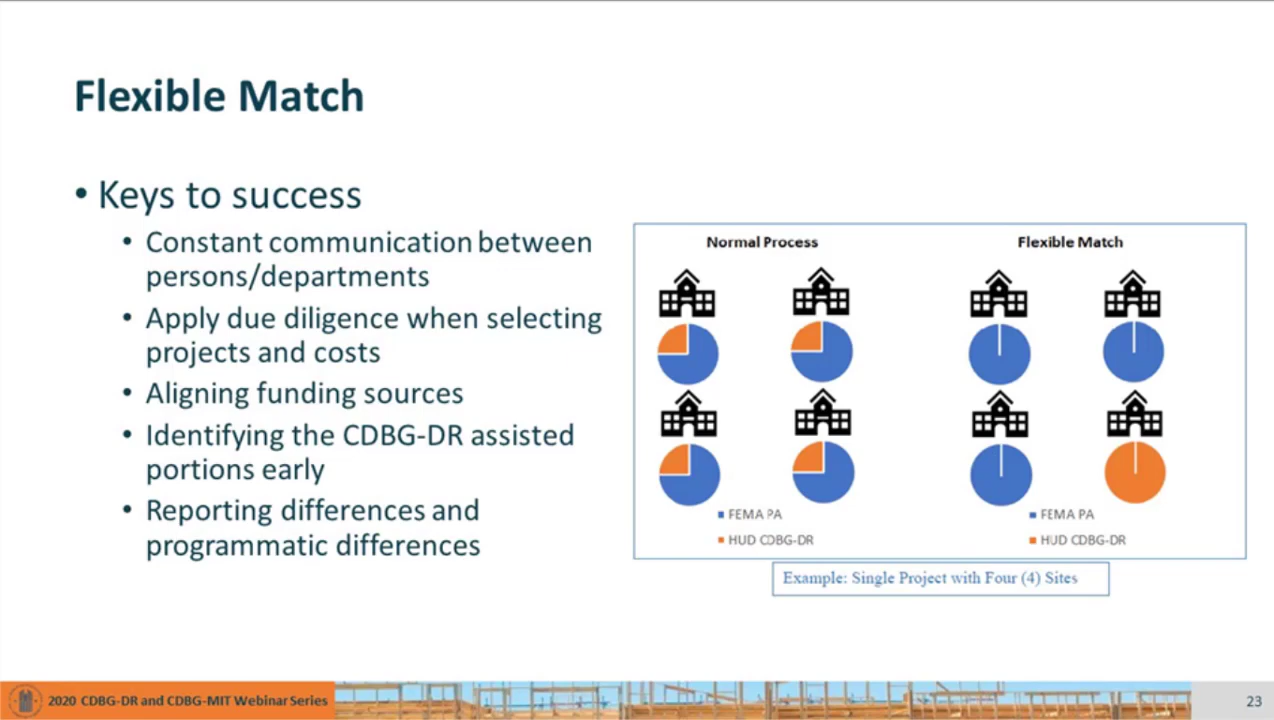 Flexible Match
• Keys to success
• Constant communication between
persons/departments
• Apply due diligence when selecting
projects and costs
• Aligning funding sources
• Identifying the CDBG-DR assisted
portions early
• Reporting differences and
programmatic differences
Normal Process
FEMA PA
HUD CDBG-DR
Flexible Match
FEMA PA
HUD CDBG-DR
Example: Single Project with Four (4) Sites
2020 CDBG-DR and CDBG-MIT Webinar Series
23